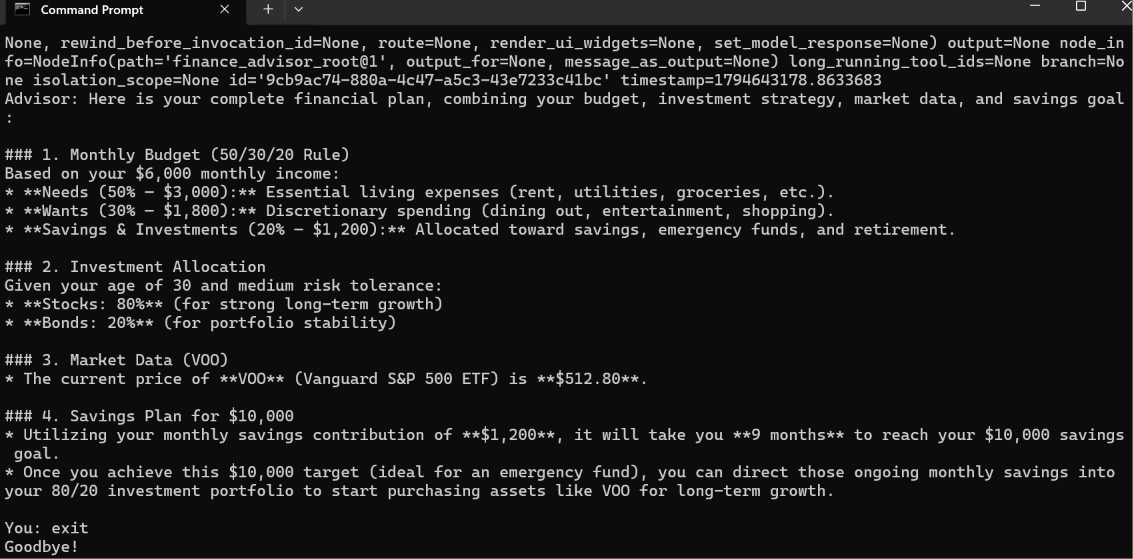 Command Prompt
None, rewind_before_invocation_id=None, route=None, render_ui_widgets=None, set_model_response=None) output=None node_in
fo=NodeInfo(path='finance_advisor_root@1', output_for=None, message_as_output=None) long_running_tool_ids=None branch=No
ne isolation_scope=None id='9cb9ac74-880a-4c47-a5c3-43e7233c41bc' timestamp=1794643178.8633683
Advisor: Here is your complete financial plan, combining your budget, investment strategy, market data, and savings goal
:
### 1. Monthly Budget (50/30/20 Rule)
Based on your $6,000 monthly income:
* **Needs (50% – $3,000):** Essential living expenses (rent, utilities, groceries, etc.).
* **Wants (30% – $1,800):** Discretionary spending (dining out, entertainment, shopping).
* **Savings & Investments (20% – $1,200):** Allocated toward savings, emergency funds, and retirement.
### 2. Investment Allocation
Given your age of 30 and medium risk tolerance:
* **Stocks: 80%** (for strong long-term growth)
* **Bonds: 20%** (for portfolio stability)
### 3. Market Data (VOO)
* The current price of **VOO** (Vanguard S&P 500 ETF) is **$512.80**.
### 4. Savings Plan for $10,000
* Utilizing your monthly savings contribution of **$1,200**, it will take you **9 months** to reach your $10,000 savings
goal.
* Once you achieve this $10,000 target (ideal for an emergency fund), you can direct those ongoing monthly savings into
your 80/20 investment portfolio to start purchasing assets like VOO for long-term growth.
You: exit
Goodbye!